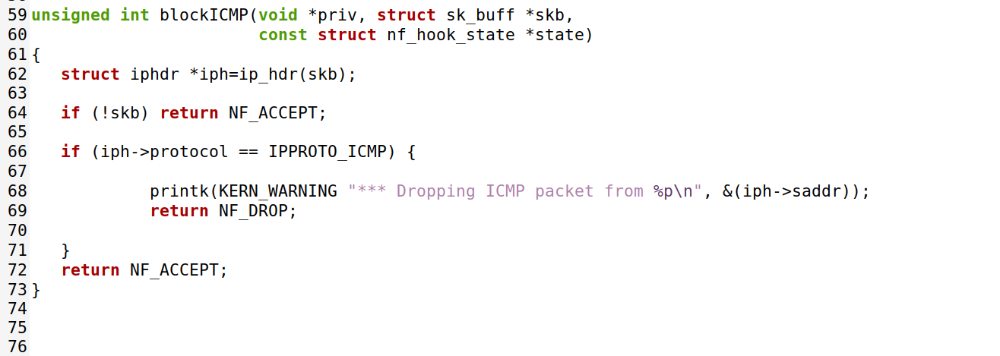 59 unsigned int blockICMP(void *priv, struct sk_buff *skb,
60                        const struct nf_hook_state *state)
61 {
62    struct iphdr *iph=ip_hdr(skb);
63
64    if (!skb) return NF_ACCEPT;
65
66    if (iph->protocol == IPPROTO_ICMP) {
67
68             printk(KERN_WARNING "*** Dropping ICMP packet from %p\n", &(iph->saddr));
69             return NF_DROP;
70
71    }
72    return NF_ACCEPT;
73 }
74
75
76